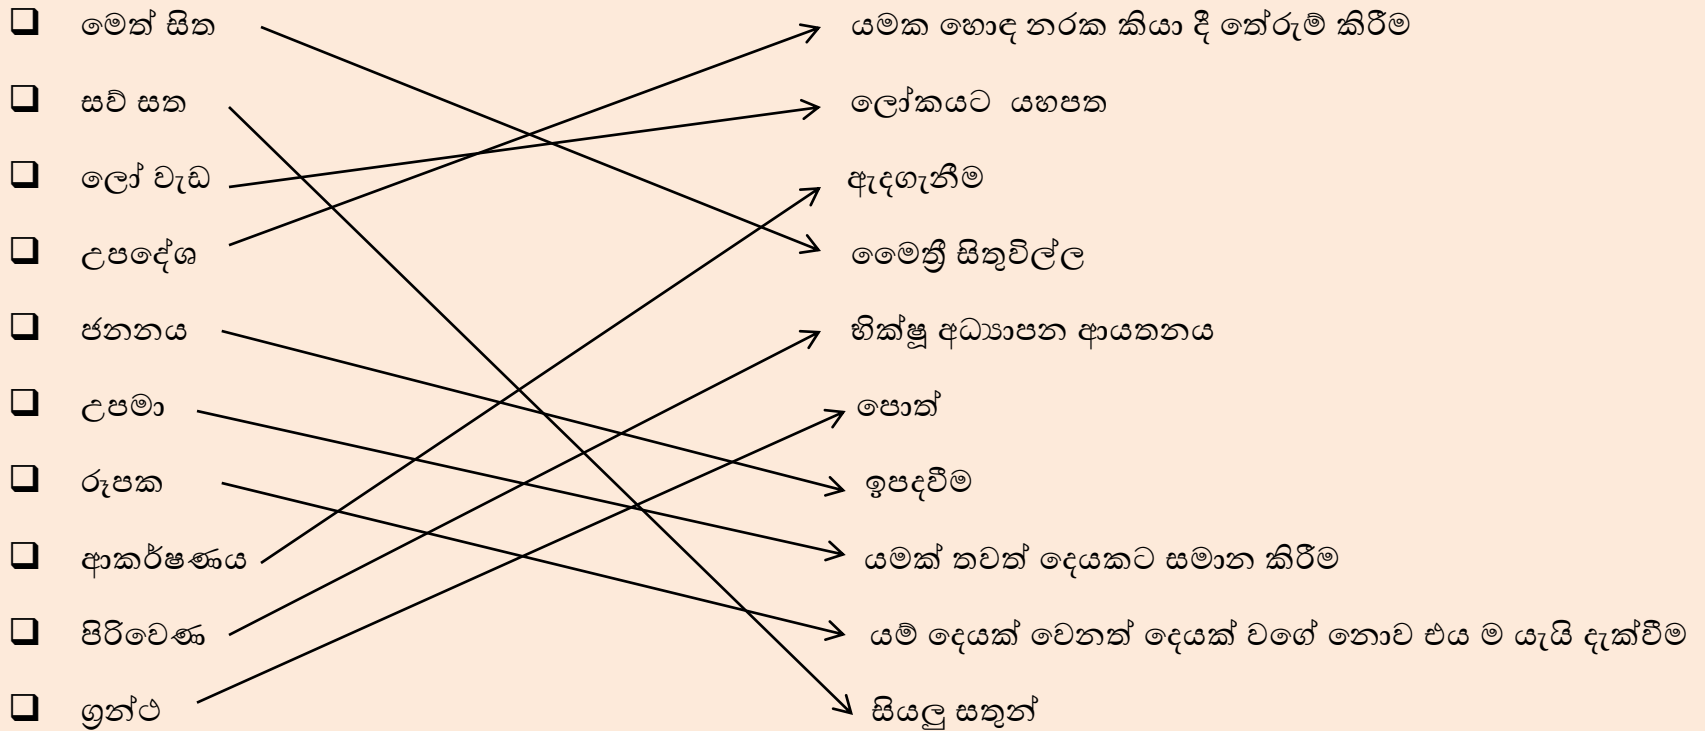 මෙත් සිත යමක හොඳ නරක කියා දී තේරුම් කිරීම
සව් සත ලෝකයට යහපත
ලෝ වැඩ ඇදගැනීම
උපදේශ මෛත්‍රී සිතුවිල්ල
ජනනය භික්ෂූ අධ්‍යාපන ආයතනය
උපමා පොත්
රූපක ඉපදවීම
ආකර්ෂණය යමක් තවත් දෙයකට සමාන කිරීම
පිරිවෙණ යම් දෙයක් වෙනත් දෙයක් වගේ නොව එය ම යැයි දැක්වීම
ග්‍රන්ථ සියලු සතුන්